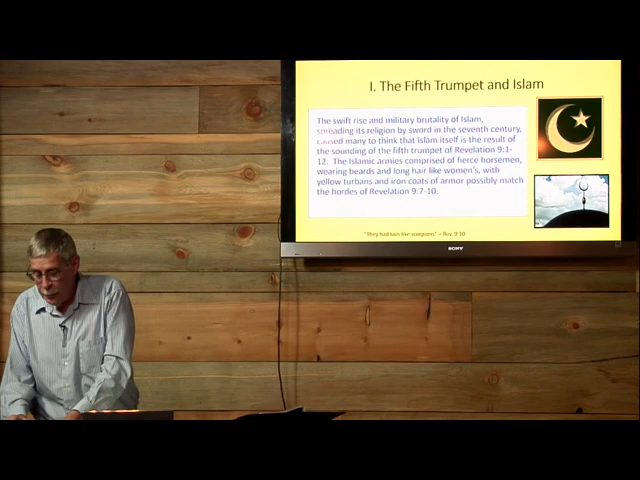 I. The Fifth Trumpet and Islam
The swift rise and military brutality of Islam,
spreading its religion by sword in the seventh century,
caused many to think that Islam itself is the result of
the sounding of the fifth trumpet of Revelation 9:1-
12. The Islamic armies comprised of fierce horsemen,
wearing beards and long hair like women's, with
yellow turbans and iron coats of armor possibly match
the hordes of Revelation 9:7-10.
"They had tails like scorpions" – Rev. 9:10
SONY